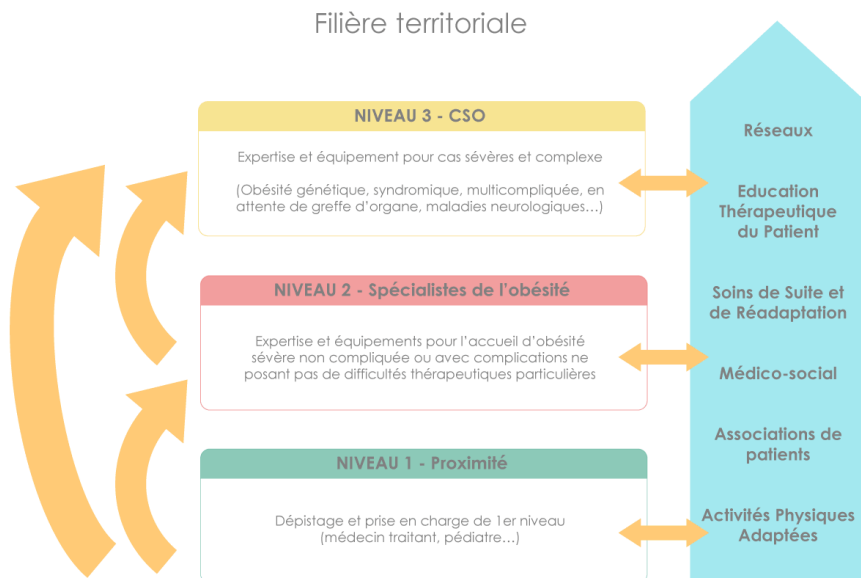 Filière territoriale
NIVEAU 3 - CSO
Expertise et équipement pour cas sévères et complexe
(Obésité génétique, syndromique, multicompliquée, en
attente de greffe d'organe, maladies neurologiques...)
NIVEAU 2 - Spécialistes de l'obésité
Expertise et équipements pour l'accueil d'obésité
sévère non compliquée ou avec complications ne
posant pas de difficultés thérapeutiques particulières
NIVEAU 1 - Proximité
Dépistage et prise en charge de 1er niveau
(médecin traitant, pédiatre...)
Réseaux
Education
Thérapeutique
du Patient
Soins de Suite et
de Réadaptation
Médico-social
Associations de
patients
Activités Physiques
Adaptées